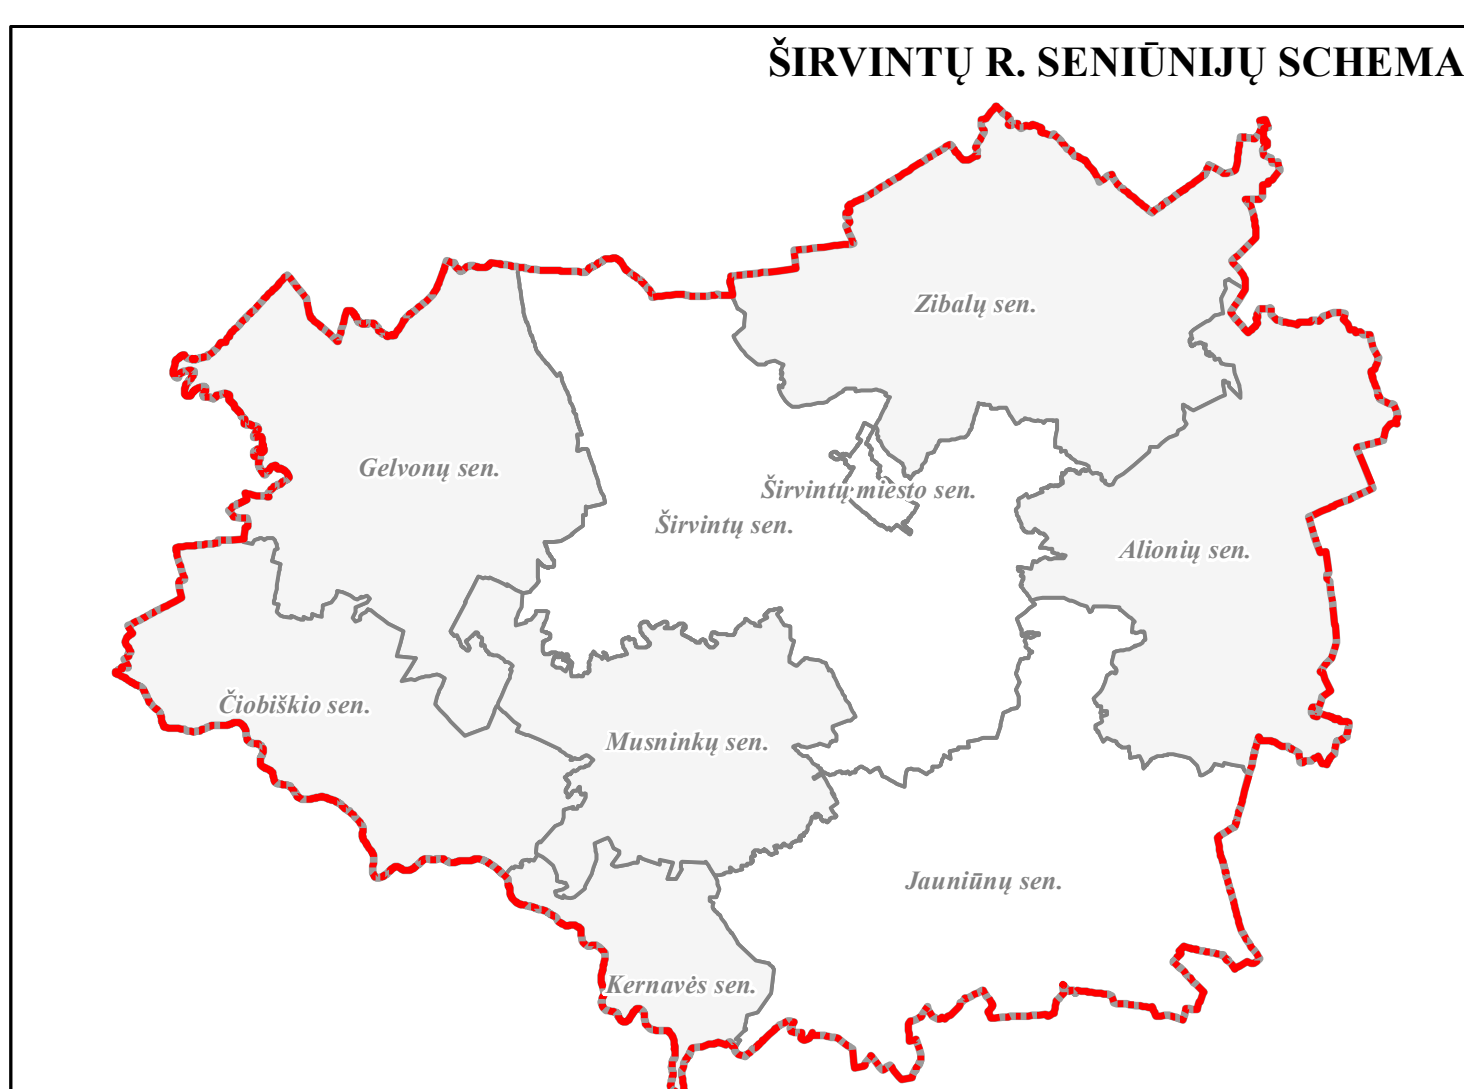 ŠIRVINTŲ R. SENIŪNIJŲ SCHEMA
Zibalų sen.
Gelvonų sen.
Širvintų miesto sen.
Širvintų sen.
Alionių sen.
Čiobiškio sen.
Musninkų sen.
Jauniūnų sen.
Kernavės sen.